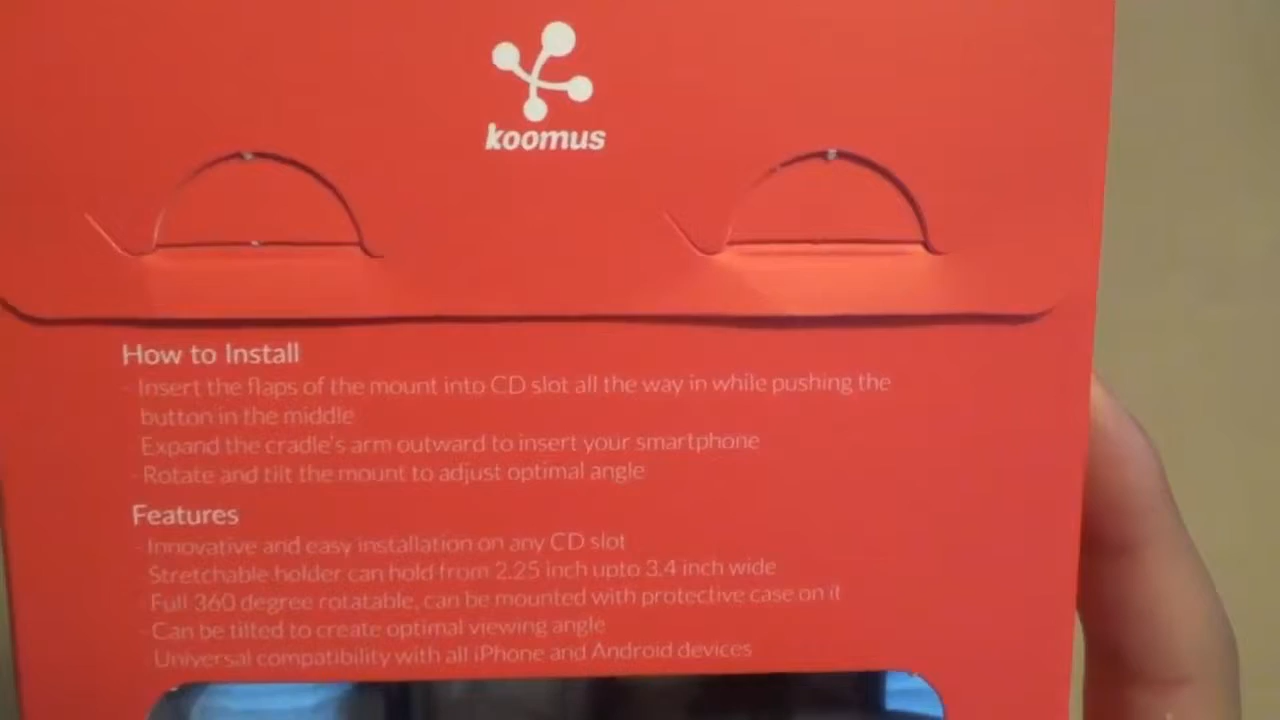 koomus
How to Install
- Insert the flaps of the mount into CD slot all the way in while pushing the
button in the middle
Expand the cradle's arm outward to insert your smartphone
- Rotate and tilt the mount to adjust optimal angle
Features
- Innovative and easy installation on any CD slot
Stretchable holder can hold from 2.25 inch upto 3.4 inch wide
- Full 360 degree rotatable, can be mounted with protective case on it
- Can be tilted to create optimal viewing angle
Universal compatibility with all iPhone and Android devices